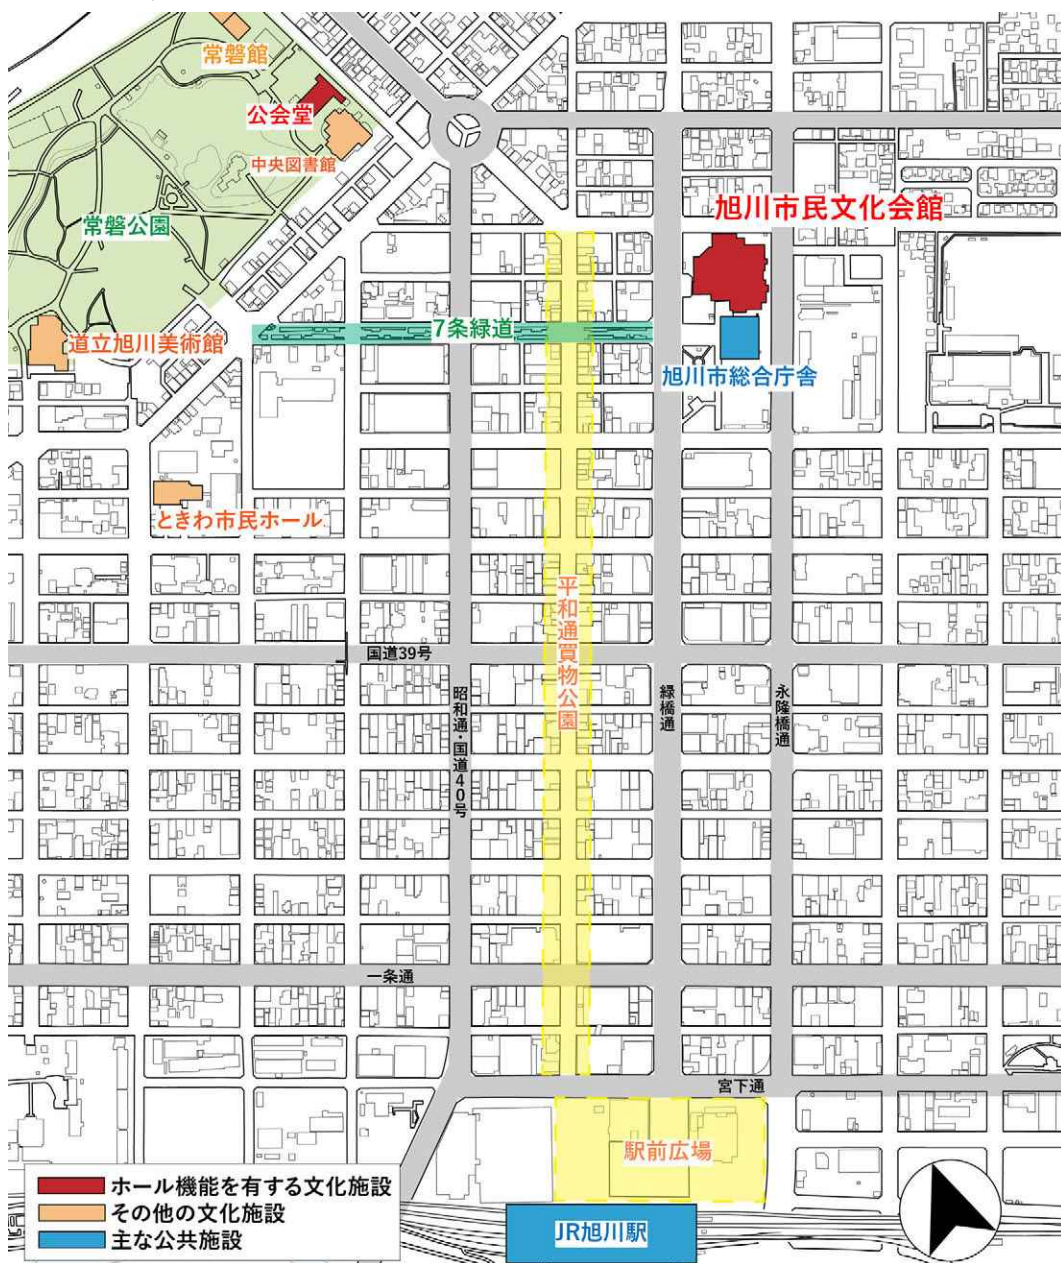 常磐館
公会堂
中央図書館
常磐公園
旭川市民文化会館
7条緑道
道立旭川美術館
旭川市総合庁舎
ときわ市民ホール
平和通買物公園
国道39号
昭和通・国道40号
緑橋通
永隆橋通
一条通
宮下通
駅前広場
ホール機能を有する文化施設
その他の文化施設
主な公共施設
JR旭川駅